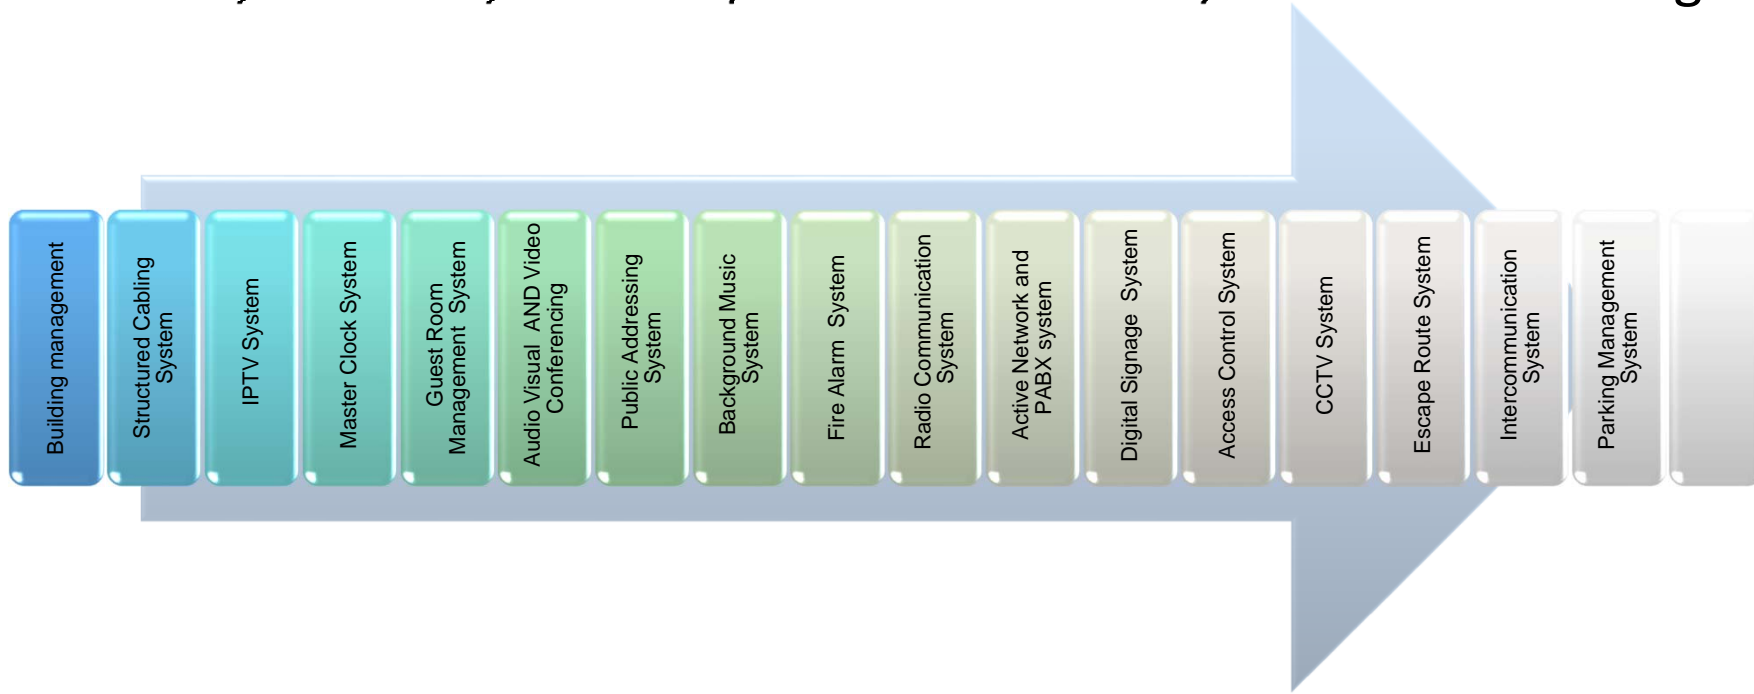 Building management
Structured Cabling
System
IPTV System
Master Clock System
Guest Room
Management System
Audio Visual AND Video
Conferencing
Public Addressing
System
Background Music
System
Fire Alarm System
Radio Communication
System
Active Network and
PABX system
Digital Signage System
Access Control System
CCTV System
Escape Route System
Intercommunication
System
Parking Management
System